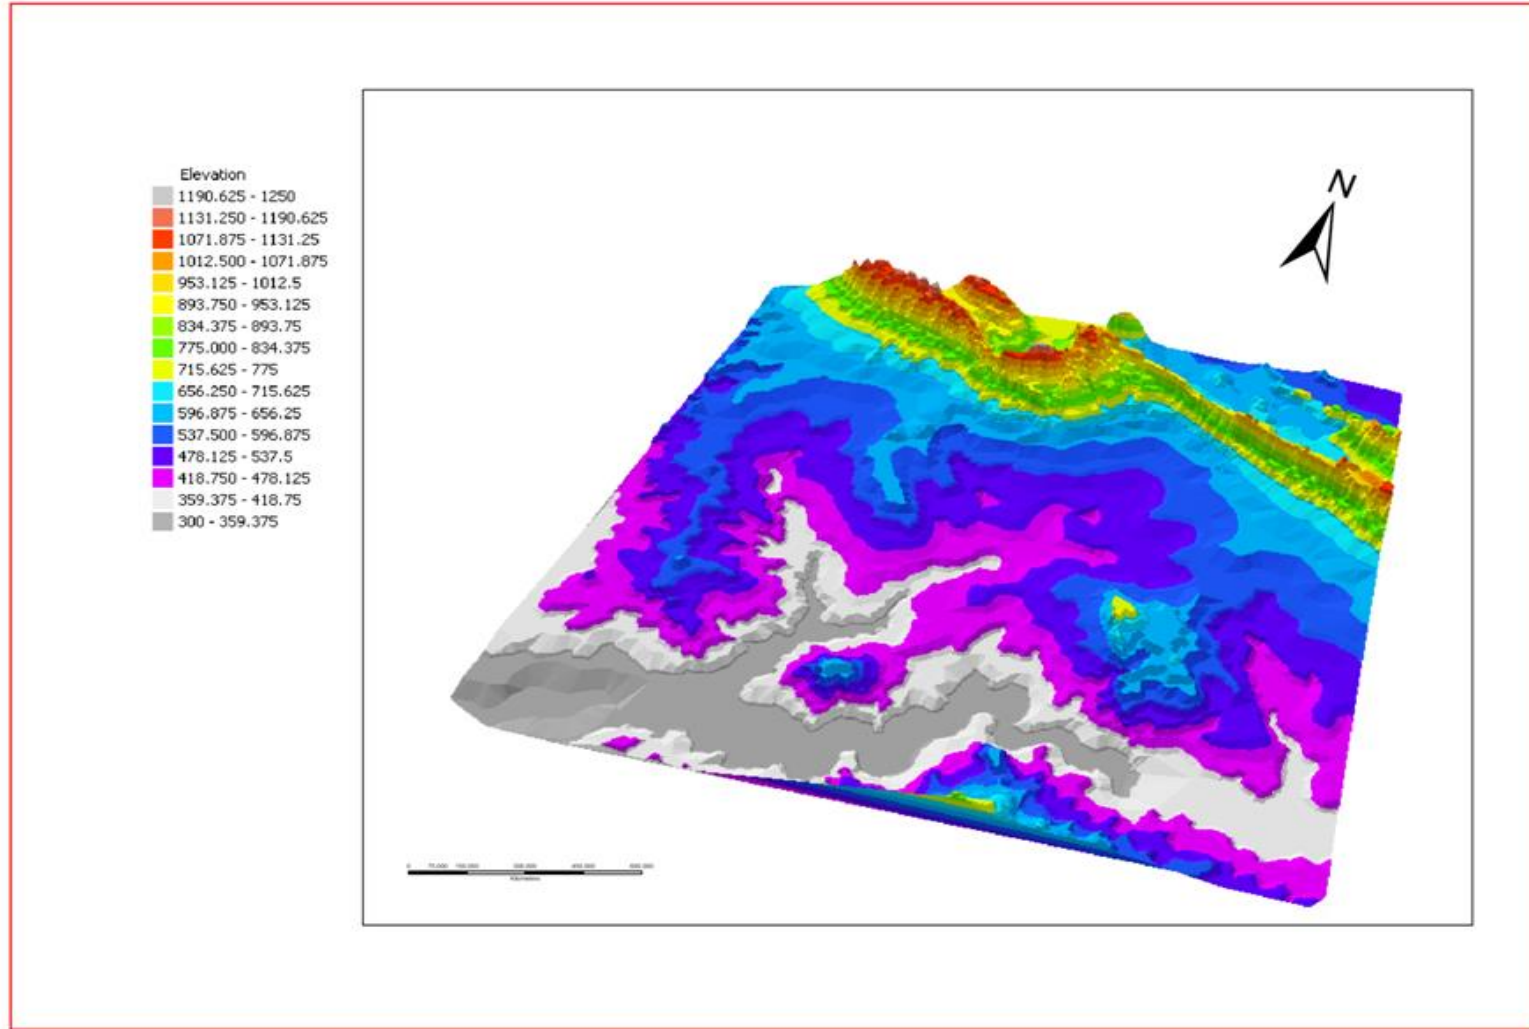 N
Elevation
1190.625 - 1250
1131.250 - 1190.625
1071.875 - 1131.25
1012.500 - 1071.875
953.125 - 1012.5
893.750 - 953.125
834.375 - 893.75
775.000 - 834.375
715.625 - 775
656.250 - 715.625
596.875 - 656.25
537.500 - 596.875
478.125 - 537.5
418.750 - 478.125
359.375 - 418.75
300 - 359.375
0